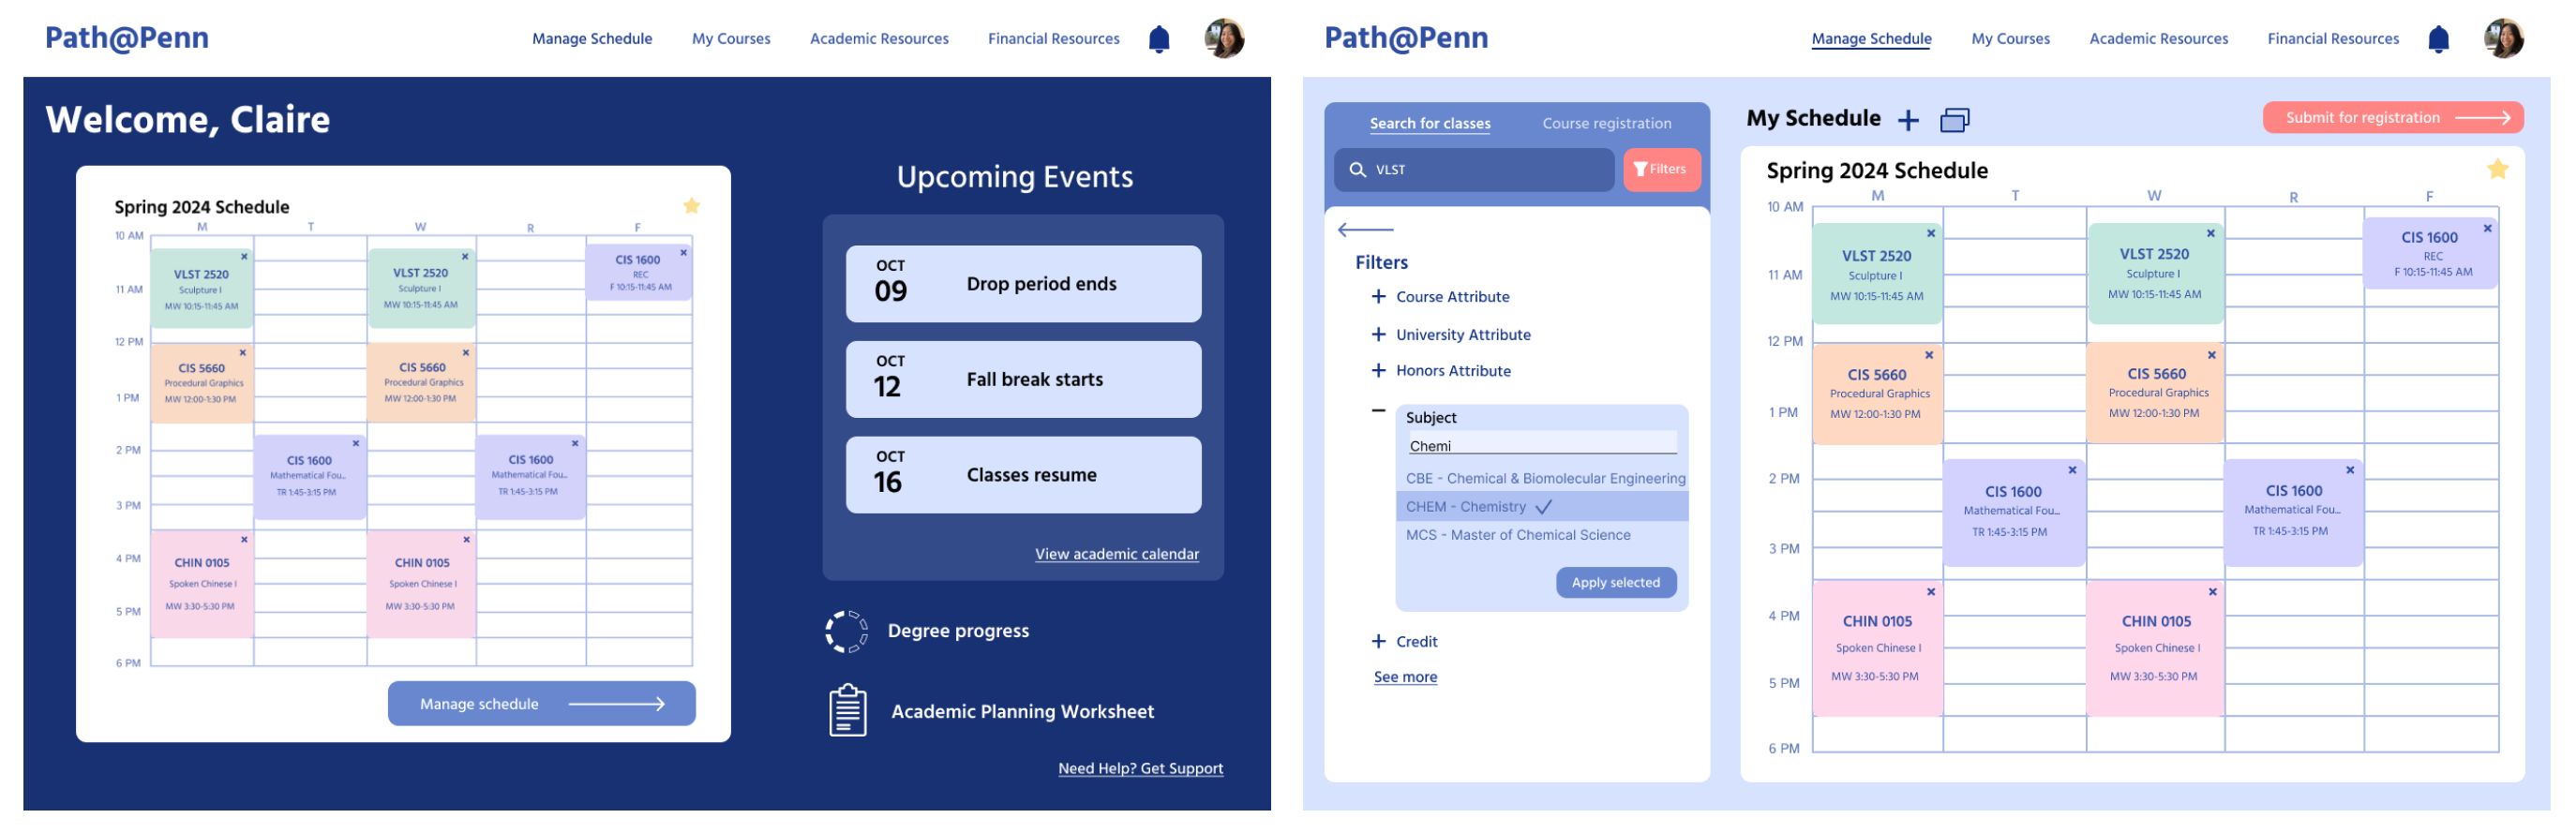 Path@Penn
Manage Schedule
My Courses
Academic Resources
Financial Resources
Welcome, Claire
Spring 2024 Schedule
M T W R F
10 AM
11 AM
12 PM
1 PM
2 PM
3 PM
4 PM
5 PM
6 PM
VLST 2520
Sculpture I
MW 10:15-11:45 AM
VLST 2520
Sculpture I
MW 10:15-11:45 AM
CIS 1600
REC
F 10:15-11:45 AM
CIS 5660
Procedural Graphics
MW 12:00-1:30 PM
CIS 5660
Procedural Graphics
MW 12:00-1:30 PM
CIS 1600
Mathematical Fou...
TR 1:45-3:15 PM
CIS 1600
Mathematical Fou...
TR 1:45-3:15 PM
CHIN 0105
Spoken Chinese I
MW 3:30-5:30 PM
CHIN 0105
Spoken Chinese I
MW 3:30-5:30 PM
Manage schedule
Upcoming Events
OCT
09
Drop period ends
OCT
12
Fall break starts
OCT
16
Classes resume
View academic calendar
Degree progress
Academic Planning Worksheet
Need Help? Get Support
Path@Penn
Manage Schedule
My Courses
Academic Resources
Financial Resources
Search for classes
Course registration
VLST
Filters
Filters
+ Course Attribute
+ University Attribute
+ Honors Attribute
– Subject
Chemi
CBE - Chemical & Biomolecular Engineering
CHEM - Chemistry
MCS - Master of Chemical Science
Apply selected
+ Credit
See more
My Schedule
Submit for registration
Spring 2024 Schedule
M T W R F
10 AM
11 AM
12 PM
1 PM
2 PM
3 PM
4 PM
5 PM
6 PM
VLST 2520
Sculpture I
MW 10:15-11:45 AM
VLST 2520
Sculpture I
MW 10:15-11:45 AM
CIS 1600
REC
F 10:15-11:45 AM
CIS 5660
Procedural Graphics
MW 12:00-1:30 PM
CIS 5660
Procedural Graphics
MW 12:00-1:30 PM
CIS 1600
Mathematical Fou...
TR 1:45-3:15 PM
CIS 1600
Mathematical Fou...
TR 1:45-3:15 PM
CHIN 0105
Spoken Chinese I
MW 3:30-5:30 PM
CHIN 0105
Spoken Chinese I
MW 3:30-5:30 PM